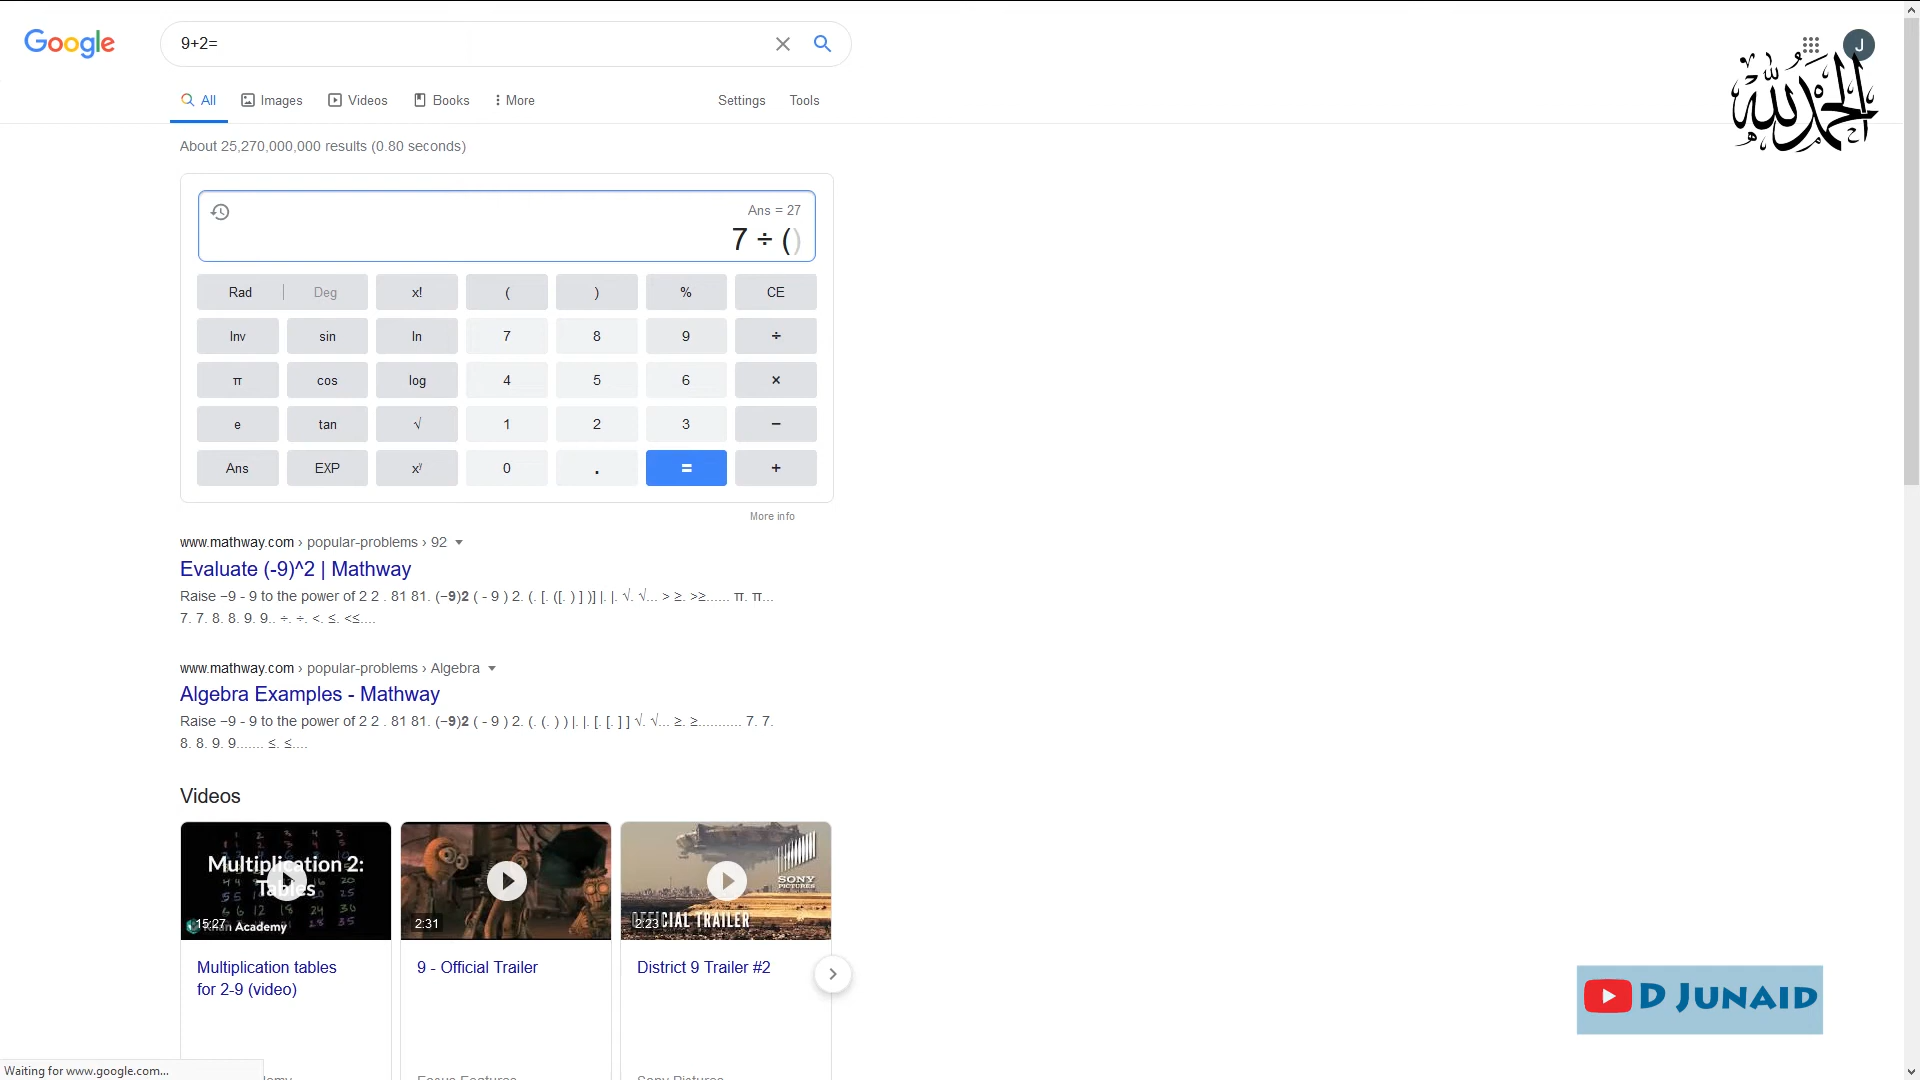 Google
9+2=
J
All Images Videos Books More Settings Tools
الحمد لله
About 25,270,000,000 results (0.80 seconds)
Ans = 27
7 ÷ ()
Rad Deg x! ( ) % CE
Inv sin ln 7 8 9 ÷
π cos log 4 5 6 ×
e tan √ 1 2 3 −
Ans EXP xʸ 0 . = +
More info
www.mathway.com › popular-problems › 92
Evaluate (-9)^2 | Mathway
Raise −9 - 9 to the power of 2 2 . 81 81. (−9)2 ( - 9 ) 2. (. [. ([. ) ] )] |. |. √. √... > ≥. >≥...... π. π...
7. 7. 8. 8. 9. 9.. ÷. ÷. <. ≤. <≤....
www.mathway.com › popular-problems › Algebra
Algebra Examples - Mathway
Raise −9 - 9 to the power of 2 2 . 81 81. (−9)2 ( - 9 ) 2. (. (. ) ) |. |. [. [. ] ] √. √... ≥. ≥........... 7. 7.
8. 8. 9. 9....... ≤. ≤....
Videos
Multiplication 2:
Tables
15:27
Academy
2:31
SONY
PICTURES
OFFICIAL TRAILER
2:23
Multiplication tables
for 2-9 (video)
9 - Official Trailer
District 9 Trailer #2
D JUNAID
Waiting for www.google.com...